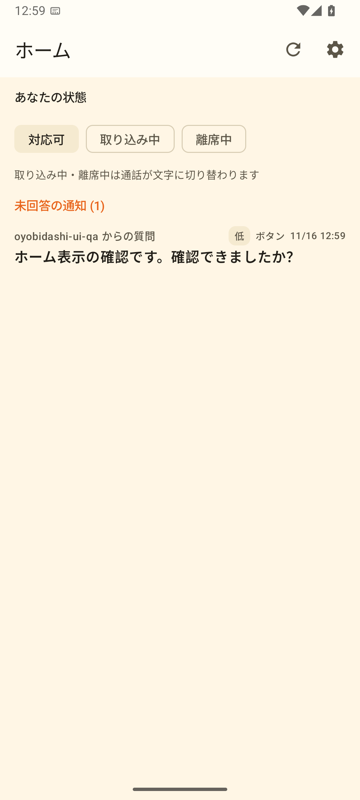 12:59
ホーム
あなたの状態
対応可 取り込み中 離席中
取り込み中・離席中は通話が文字に切り替わります
未回答の通知 (1)
oyobidashi-ui-qa からの質問 低 ボタン 11/16 12:59
ホーム表示の確認です。確認できましたか?